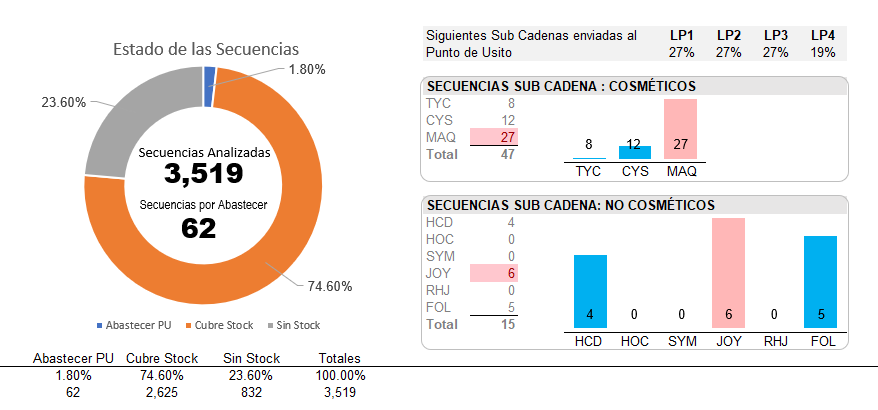 Estado de las Secuencias
1.80%
23.60%
Secuencias Analizadas
3,519
Secuencias por Abastecer
62
74.60%
Abastecer PU Cubre Stock Sin Stock
Abastecer PU Cubre Stock Sin Stock Totales
1.80% 74.60% 23.60% 100.00%
62 2,625 832 3,519
Siguientes Sub Cadenas enviadas al LP1 LP2 LP3 LP4
Punto de Usito 27% 27% 27% 19%
SECUENCIAS SUB CADENA : COSMÉTICOS
TYC 8
CYS 12
MAQ 27
Total 47
8 12 27
TYC CYS MAQ
SECUENCIAS SUB CADENA: NO COSMÉTICOS
HCD 4
HOC 0
SYM 0
JOY 6
RHJ 0
FOL 5
Total 15
4 0 0 6 0 5
HCD HOC SYM JOY RHJ FOL